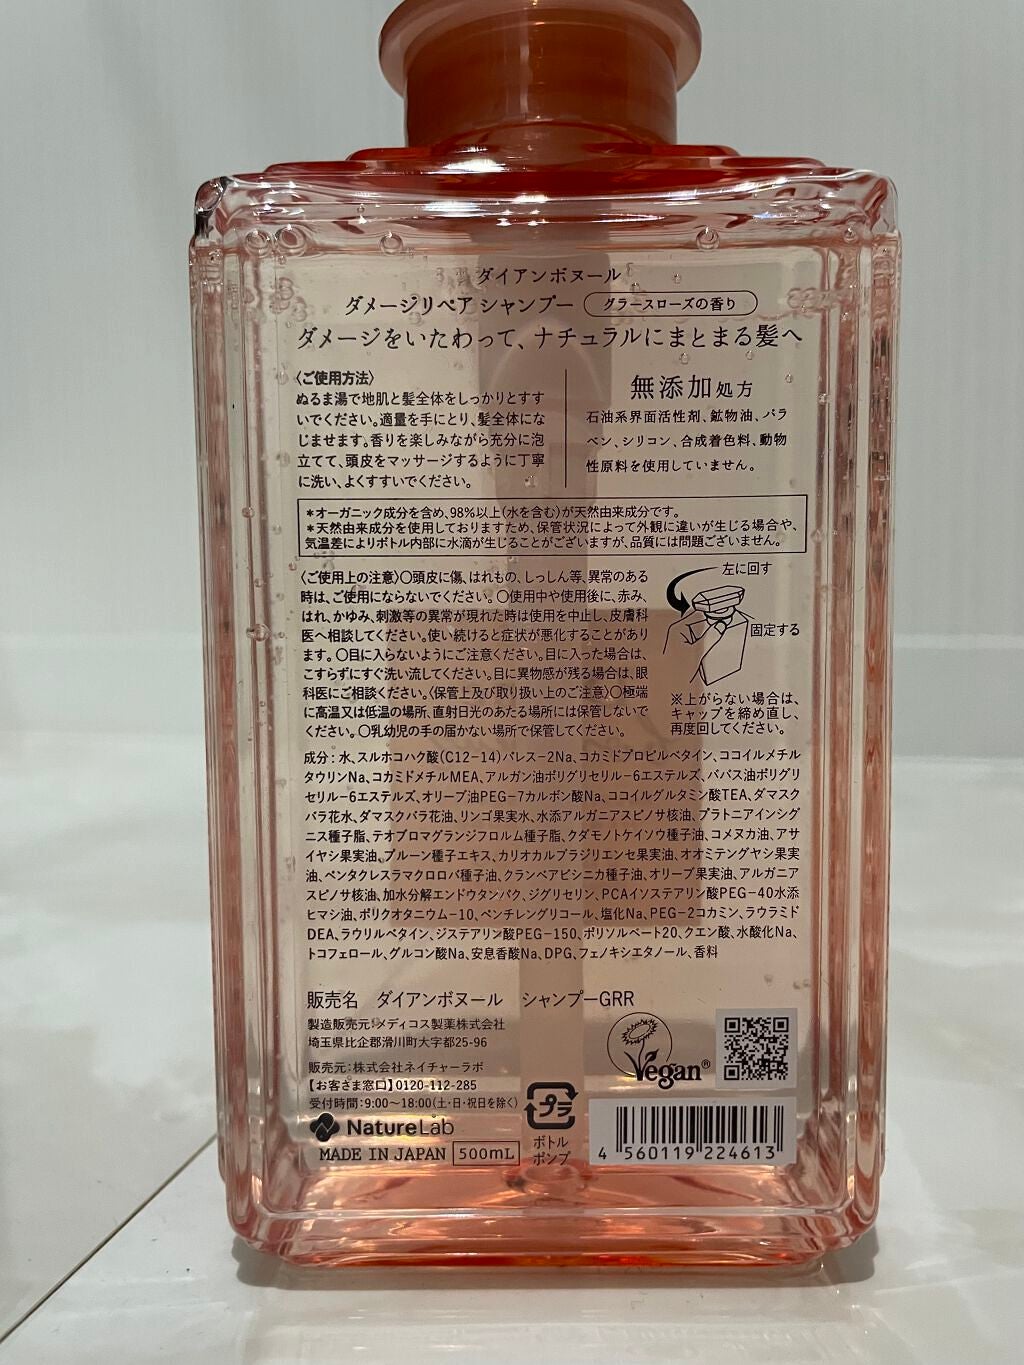 ダイアンボヌール
ダメージリペア シャンプー グラースローズの香り
ダメージをいたわって、ナチュラルにまとまる髪へ
〈ご使用方法〉
ぬるま湯で地肌と髪全体をしっかりとすす
いでください。適量を手にとり、髪全体にな
じませます。香りを楽しみながら充分に泡
立てて、頭皮をマッサージするように丁寧
に洗い、よくすすいでください。
無添加処方
石油系界面活性剤、鉱物油、パラ
ベン、シリコン、合成着色料、動物
性原料を使用していません。
＊オーガニック成分を含め、98％以上(水を含む)が天然由来成分です。
＊天然由来成分を使用しておりますため、保管状況によって外観に違いが生じる場合や、
気温差によりボトル内部に水滴が生じることがございますが、品質には問題ございません。
〈ご使用上の注意〉〇頭皮に傷、はれもの、しっしん等、異常のある
時は、ご使用にならないでください。〇使用中や使用後に、赤み、
はれ、かゆみ、刺激等の異常が現れた時は使用を中止し、皮膚科
医へ相談してください。使い続けると症状が悪化することがあり
ます。〇目に入らないようにご注意ください。目に入った場合は、
こすらずにすぐ洗い流してください。目に異物感が残る場合は、眼
科医にご相談ください。〈保管上及び取り扱い上のご注意〉〇極端
に高温又は低温の場所、直射日光のあたる場所には保管しないで
ください。〇乳幼児の手の届かない場所で保管してください。
左に回す
固定する
※上がらない場合は、
キャップを締め直し、
再度回してください。
成分：水、スルホコハク酸(C12-14)パレス-2Na、コカミドプロピルベタイン、ココイルメチル
タウリンNa、コカミドメチルMEA、アルガン油ポリグリセリル-6エステルズ、ババス油ポリグリ
セリル-6エステルズ、オリーブ油PEG-7カルボン酸Na、ココイルグルタミン酸TEA、ダマスク
バラ花水、ダマスクバラ花油、リンゴ果実水、水添アルガニアスピノサ核油、プラトニアインシグ
ニス種子脂、テオブロマグランジフロルム種子脂、クダモノトケイソウ種子油、コメヌカ油、アサ
イヤシ果実油、プルーン種子エキス、カリオカルブラジリエンセ果実油、オオミテングヤシ果実
油、ペンタクレスラマクロロバ種子油、クランベアビシニカ種子油、オリーブ果実油、アルガニア
スピノサ核油、加水分解エンドウタンパク、ジグリセリン、PCAイソステアリン酸PEG-40水添
ヒマシ油、ポリクオタニウム-10、ペンチレングリコール、塩化Na、PEG-2コカミン、ラウラミド
DEA、ラウリルベタイン、ジステアリン酸PEG-150、ポリソルベート20、クエン酸、水酸化Na、
トコフェロール、グルコン酸Na、安息香酸Na、DPG、フェノキシエタノール、香料
販売名　ダイアンボヌール　シャンプーGRR
製造販売元：メディコス製薬株式会社
埼玉県比企郡滑川町大字都25-96
販売元：株式会社ネイチャーラボ
【お客さま窓口】0120-112-285
受付時間：9:00～18:00(土・日・祝日を除く)
NatureLab
MADE IN JAPAN 500mL
プラ
ボトル
ポンプ
Vegan®
4 560119 224613